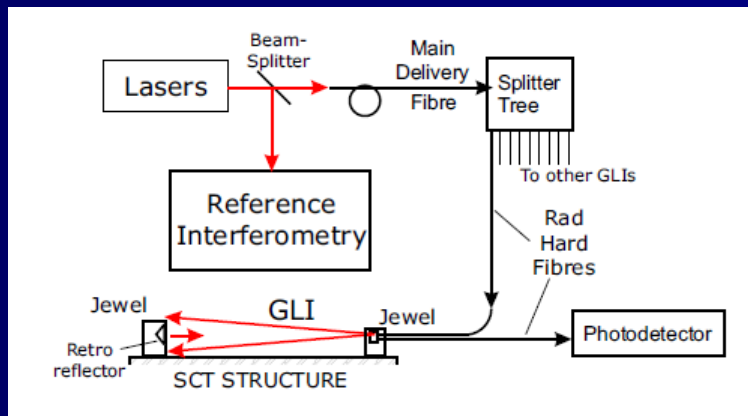 Beam-
Splitter
Lasers
Main
Delivery
Fibre
Splitter
Tree
To other GLIs
Reference
Interferometry
Rad
Hard
Fibres
Jewel
GLI
Jewel
Retro
reflector
Photodetector
SCT STRUCTURE